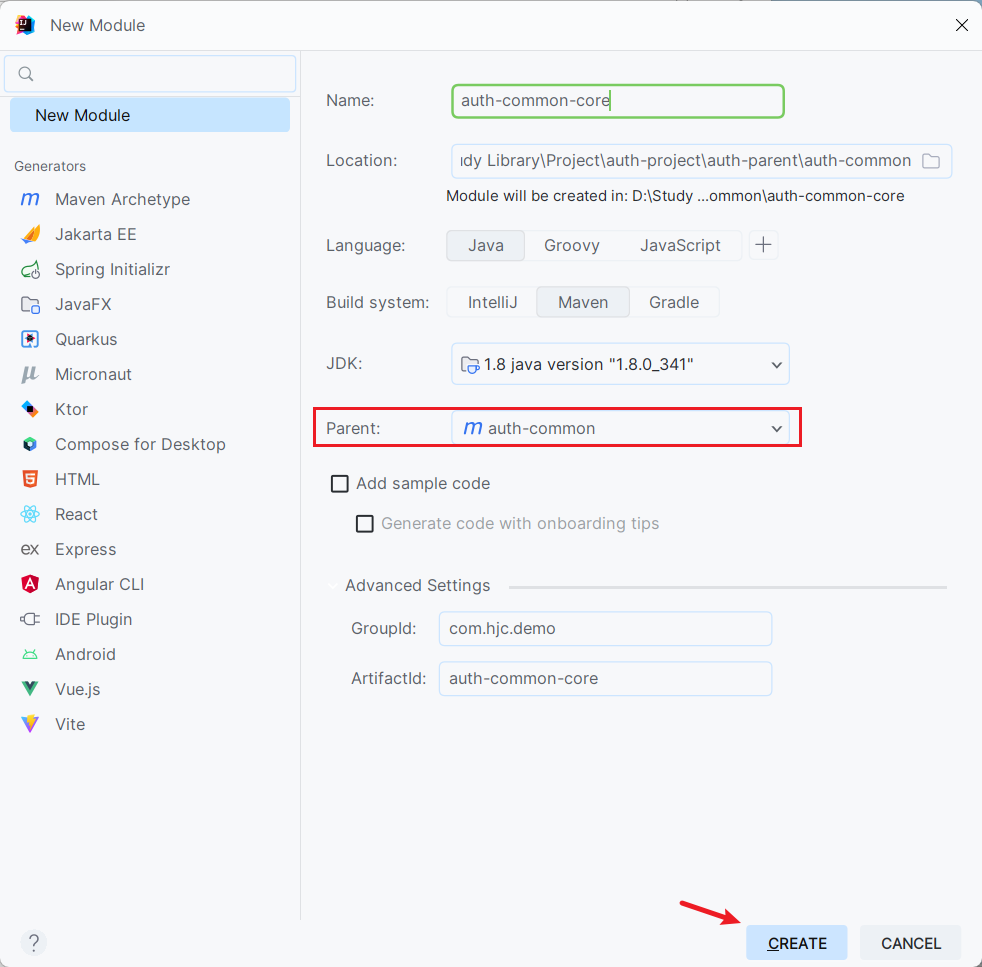 New Module
New Module
Generators
Maven Archetype
Jakarta EE
Spring Initializr
JavaFX
Quarkus
Micronaut
Ktor
Compose for Desktop
HTML
React
Express
Angular CLI
IDE Plugin
Android
Vue.js
Vite
Name: auth-common-core
Location: udy Library\Project\auth-project\auth-parent\auth-common
Module will be created in: D:\Study ...ommon\auth-common-core
Language: Java Groovy JavaScript +
Build system: IntelliJ Maven Gradle
JDK: 1.8 java version "1.8.0_341"
Parent: m auth-common
Add sample code
Generate code with onboarding tips
Advanced Settings
GroupId: com.hjc.demo
ArtifactId: auth-common-core
? CREATE CANCEL